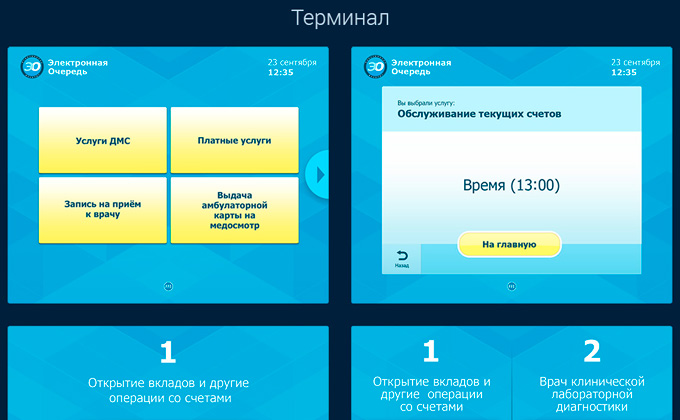 Терминал
ЭО
Электронная
Очередь
23 сентября
12:35
Услуги ДМС
Платные услуги
Запись на приём
к врачу
Выдача
амбулаторной
карты на
медосмотр
ЭО
Электронная
Очередь
23 сентября
12:35
Вы выбрали услугу:
Обслуживание текущих счетов
Время (13:00)
На главную
Назад
1
Открытие вкладов и другие
операции со счетами
1
Открытие вкладов и
другие операции
со счетами
2
Врач клинической
лабораторной
диагностики